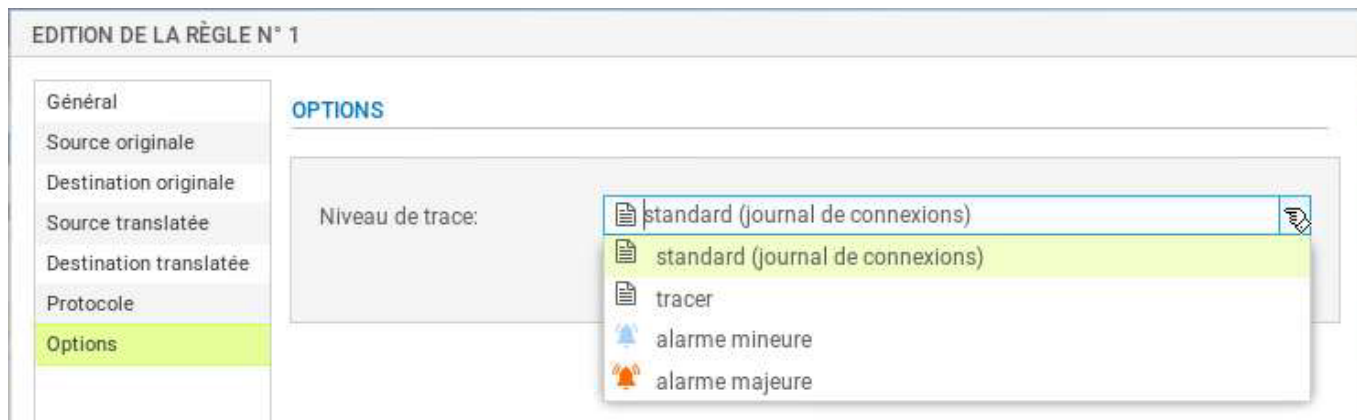 EDITION DE LA RÈGLE N° 1
Général
Source originale
Destination originale
Source translatée
Destination translatée
Protocole
Options
OPTIONS
Niveau de trace:
standard (journal de connexions)
standard (journal de connexions)
tracer
alarme mineure
alarme majeure